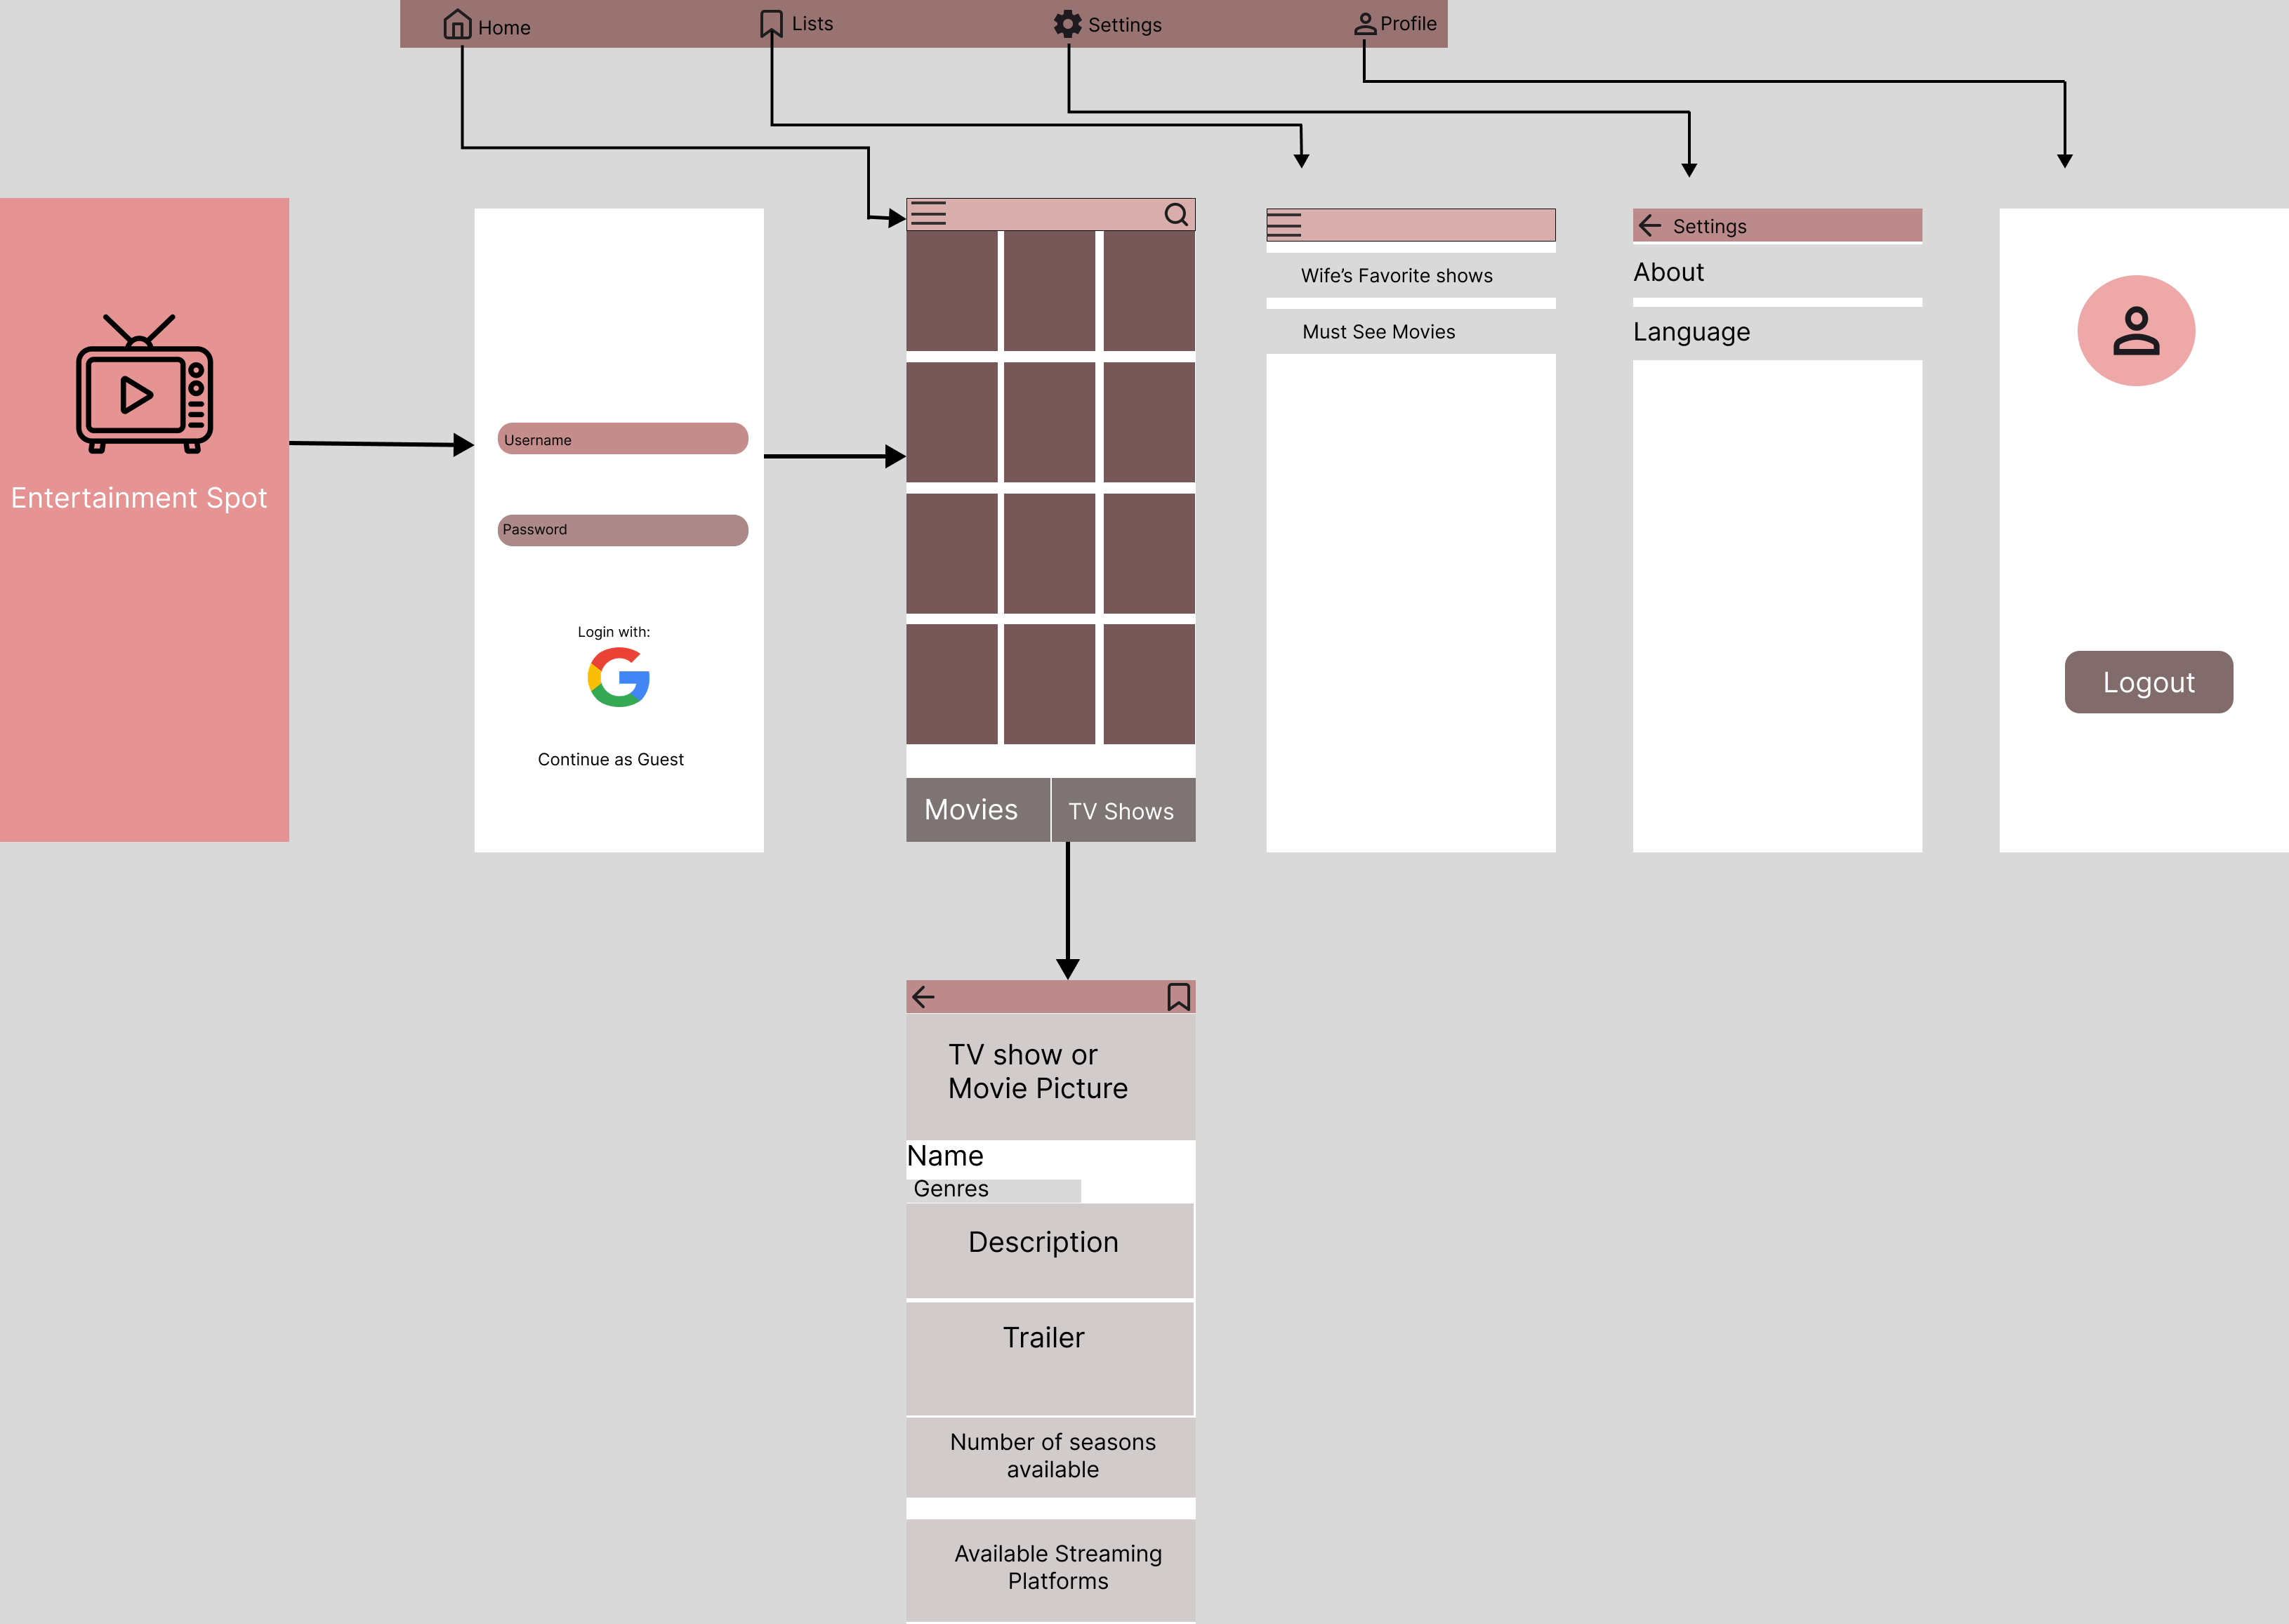 Home
Lists
Settings
Profile
Entertainment Spot
Username
Password
Login with:
Continue as Guest
Movies
TV Shows
Wife’s Favorite shows
Must See Movies
Settings
About
Language
Logout
TV show or
Movie Picture
Name
Genres
Description
Trailer
Number of seasons
available
Available Streaming
Platforms